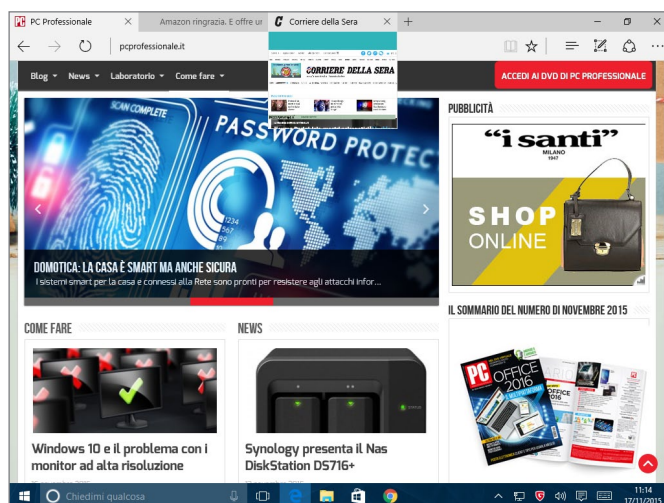 PC Professionale
Amazon ringrazia. E offre ur
Corriere della Sera
pcprofessionale.it
CORRIERE DELLA SERA
Blog
News
Laboratorio
Come fare
ACCEDI AI DVD DI PC PROFESSIONALE
SCAN COMPLETE
PASSWORD PROTEC
1234
567
89
DOMOTICA: LA CASA È SMART MA ANCHE SICURA
I sistemi smart per la casa e connessi alla Rete sono pronti per resistere agli attacchi infor...
PUBBLICITÀ
“i santi”
MILANO
1947
SHOP
ONLINE
IL SOMMARIO DEL NUMERO DI NOVEMBRE 2015
PC
OFFICE
2016
COME FARE
NEWS
Windows 10 e il problema con i
monitor ad alta risoluzione
Synology presenta il Nas
DiskStation DS716+
Chiedimi qualcosa
11:14
17/11/2015